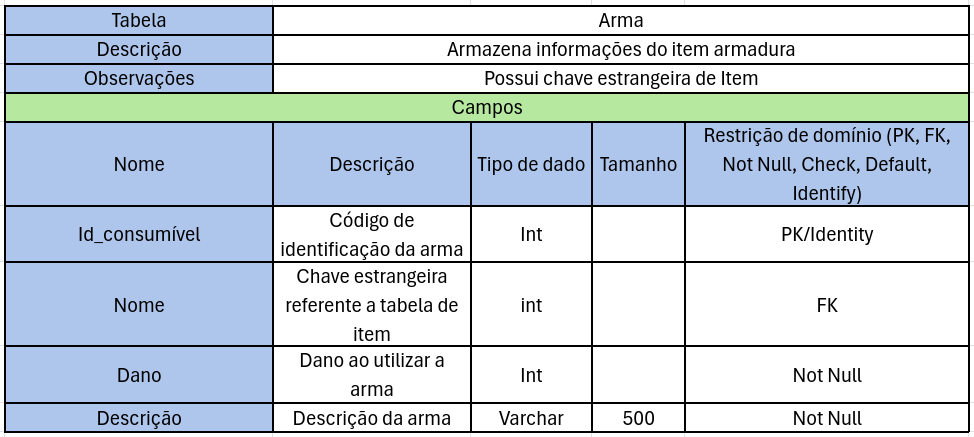 Tabela Arma
Descrição Armazena informações do item armadura
Observações Possui chave estrangeira de Item
Campos
Nome Descrição Tipo de dado Tamanho Restrição de domínio (PK, FK,
Not Null, Check, Default,
Identify)
Id_consumível Código de
identificação da arma Int PK/Identity
Nome Chave estrangeira
referente a tabela de
item int FK
Dano Dano ao utilizar a
arma Int Not Null
Descrição Descrição da arma Varchar 500 Not Null